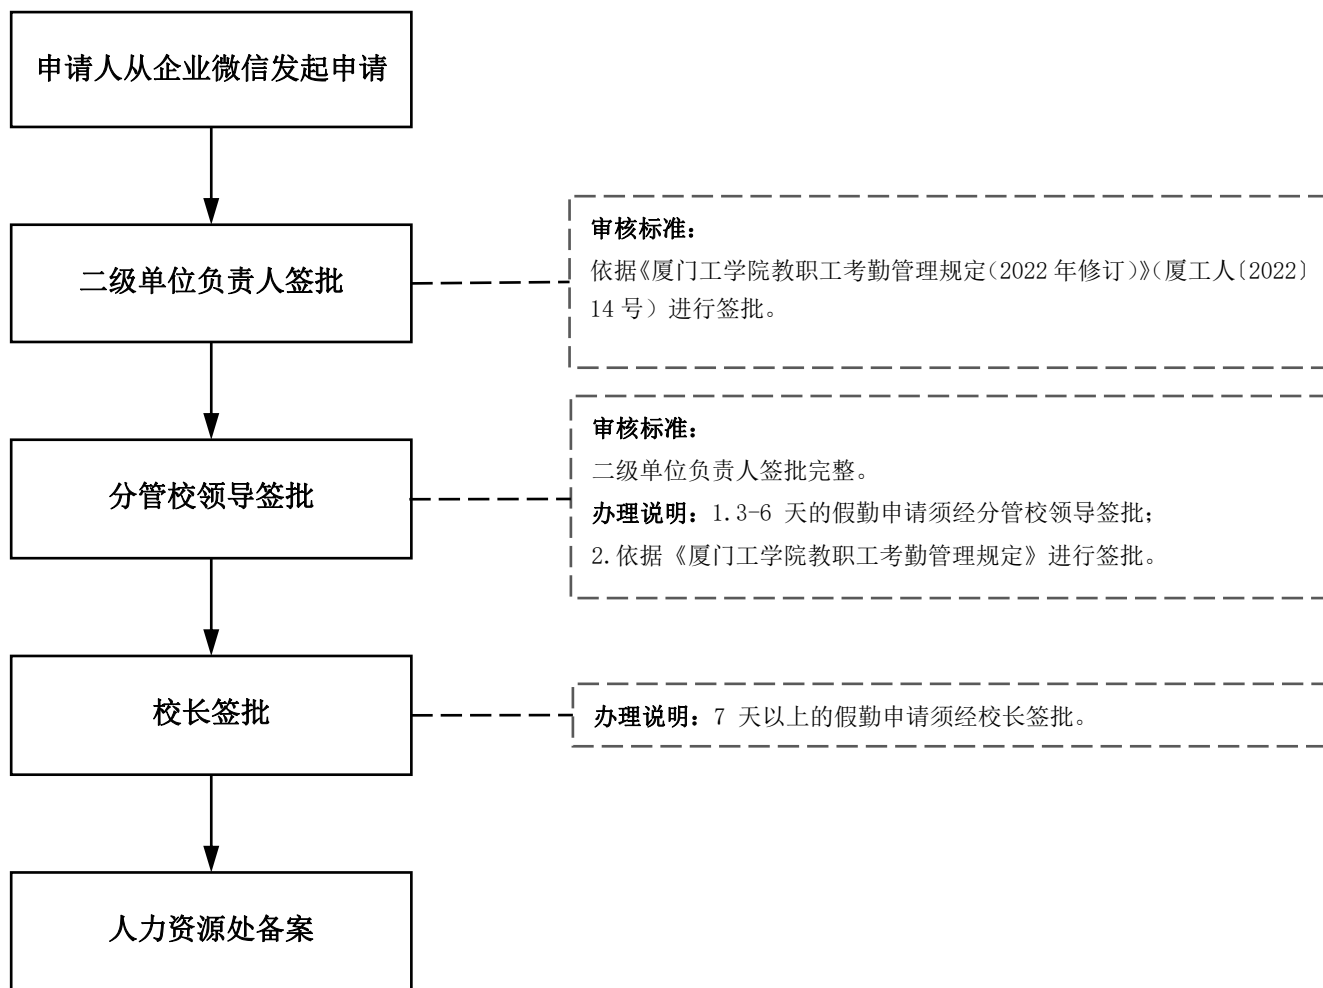 申请人从企业微信发起申请
二级单位负责人签批
审核标准：
依据《厦门工学院教职工考勤管理规定（2022 年修订）》（厦工人〔2022〕
14 号）进行签批。
分管校领导签批
审核标准：
二级单位负责人签批完整。
办理说明：1.3-6 天的假勤申请须经分管校领导签批；
2.依据《厦门工学院教职工考勤管理规定》进行签批。
校长签批
办理说明：7 天以上的假勤申请须经校长签批。
人力资源处备案